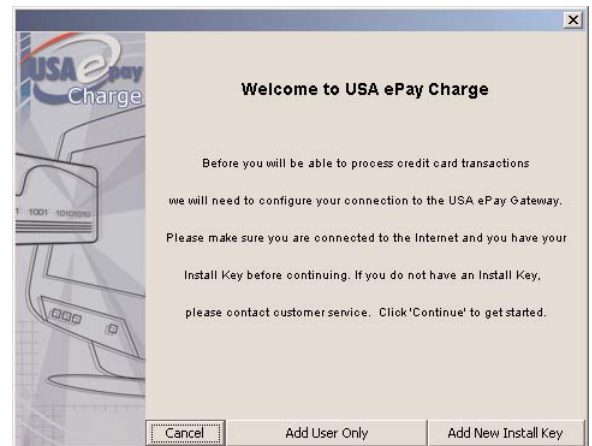 USA ePay
Charge
Welcome to USA ePay Charge
Before you will be able to process credit card transactions
we will need to configure your connection to the USA ePay Gateway.
Please make sure you are connected to the Internet and you have your
Install Key before continuing. If you do not have an Install Key,
please contact customer service. Click 'Continue' to get started.
1001 10101010
Cancel
Add User Only
Add New Install Key